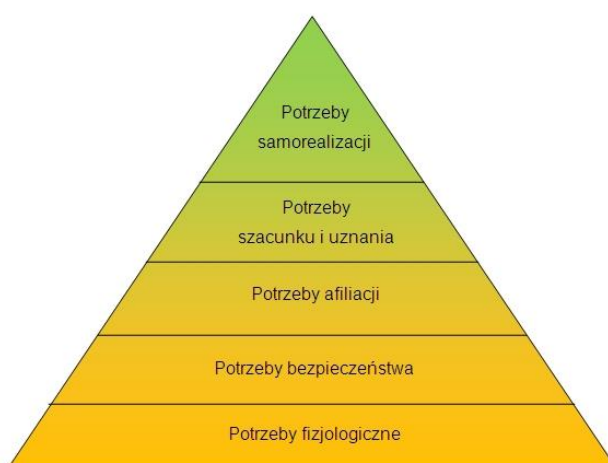 Potrzeby
samorealizacji
Potrzeby
szacunku i uznania
Potrzeby afiliacji
Potrzeby bezpieczeństwa
Potrzeby fizjologiczne